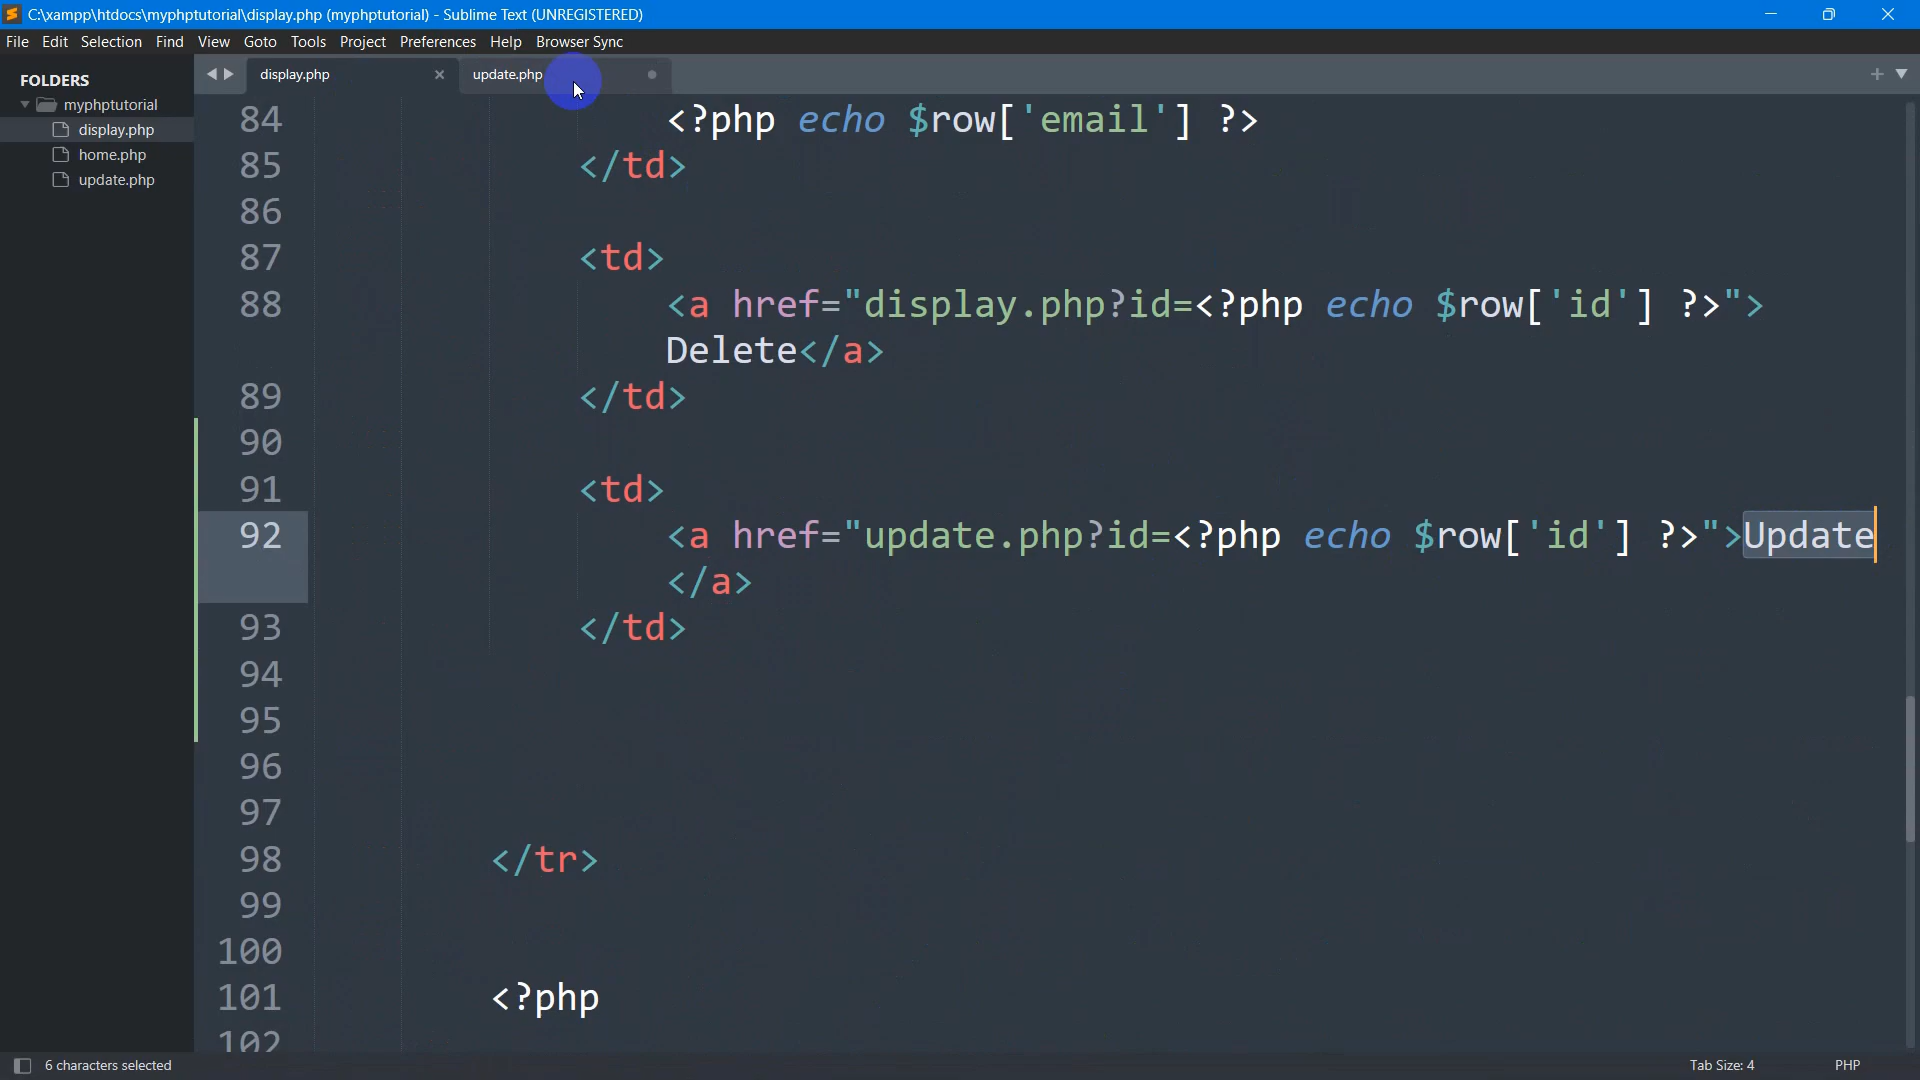 C:\xampp\htdocs\myphptutorial\display.php (myphptutorial) - Sublime Text (UNREGISTERED)
File Edit Selection Find View Goto Tools Project Preferences Help Browser Sync
FOLDERS
myphptutorial
display.php
home.php
update.php
display.php update.php
84 <?php echo $row['email'] ?>
85 </td>
86
87 <td>
88 <a href="display.php?id=<?php echo $row['id'] ?>">
Delete</a>
89 </td>
90
91 <td>
92 <a href="update.php?id=<?php echo $row['id'] ?>">Update
</a>
93 </td>
94
95
96
97
98 </tr>
99
100
101 <?php
102
6 characters selected Tab Size: 4 PHP